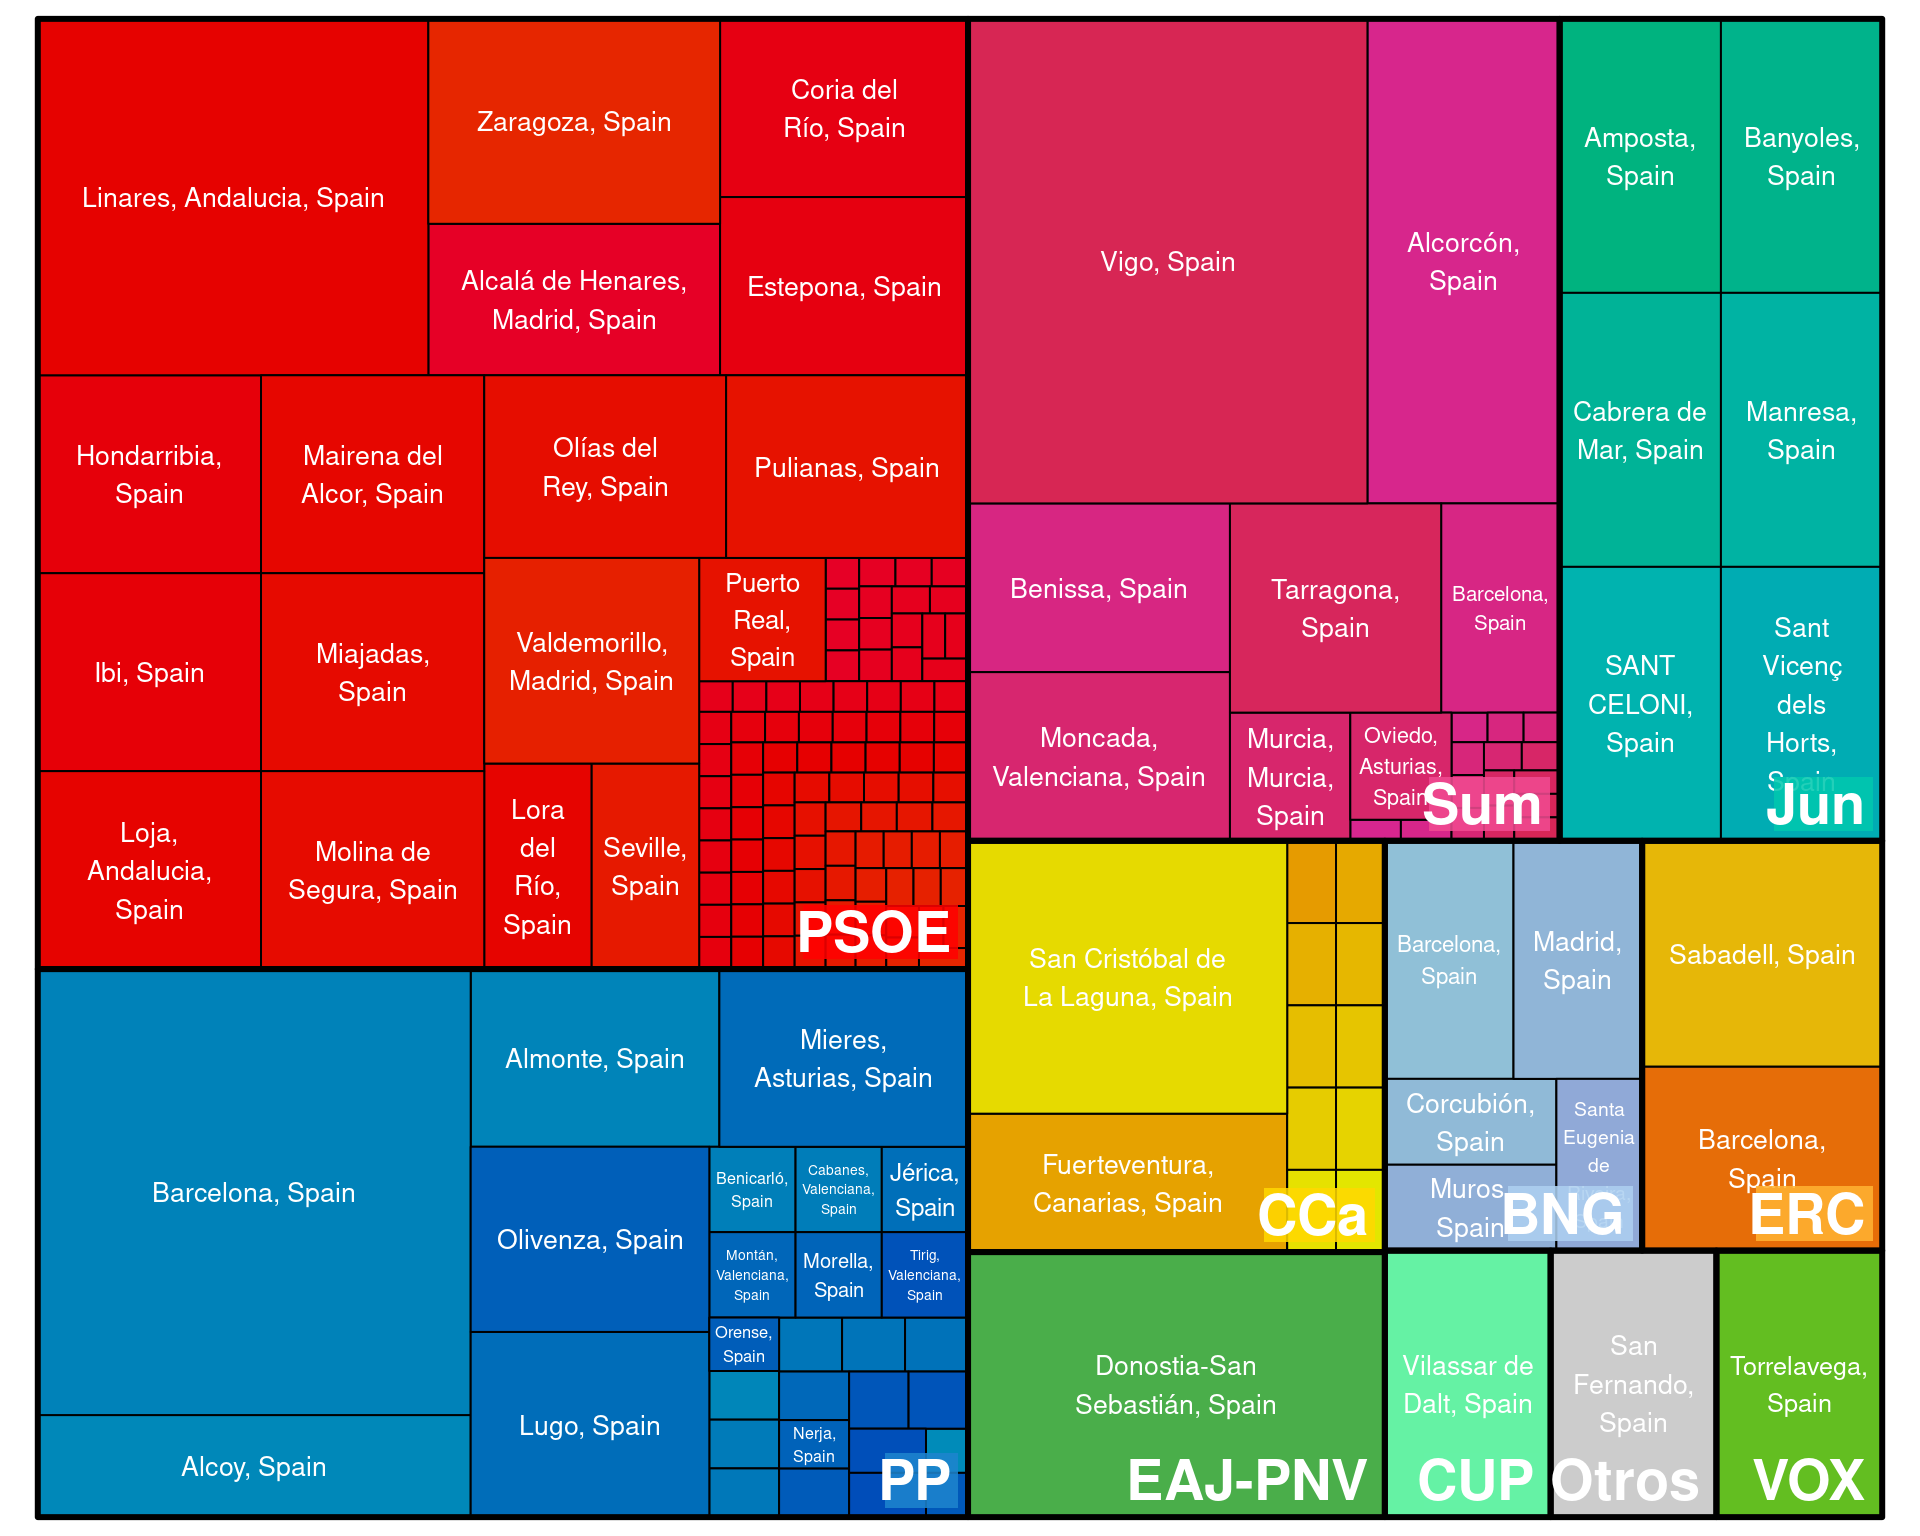 Linares, Andalucia, Spain
Zaragoza, Spain
Alcalá de Henares,
Madrid, Spain
Coria del
Río, Spain
Estepona, Spain
Hondarribia,
Spain
Mairena del
Alcor, Spain
Olías del
Rey, Spain
Pulianas, Spain
Ibi, Spain
Miajadas,
Spain
Valdemorillo,
Madrid, Spain
Puerto
Real,
Spain
Loja,
Andalucia,
Spain
Molina de
Segura, Spain
Lora
del
Río,
Spain
Seville,
Spain
PSOE
Barcelona, Spain
Alcoy, Spain
Almonte, Spain
Mieres,
Asturias, Spain
Olivenza, Spain
Lugo, Spain
Benicarló,
Spain
Cabanes,
Valenciana,
Spain
Jérica,
Spain
Montán,
Valenciana,
Spain
Morella,
Spain
Tirig,
Valenciana,
Spain
Orense,
Spain
Nerja,
Spain
PP
Vigo, Spain
Alcorcón,
Spain
Benissa, Spain
Moncada,
Valenciana, Spain
Tarragona,
Spain
Barcelona,
Spain
Murcia,
Murcia,
Spain
Oviedo,
Asturias,
Spain
Sum
Amposta,
Spain
Banyoles,
Spain
Cabrera de
Mar, Spain
Manresa,
Spain
SANT
CELONI,
Spain
Sant
Vicenç
dels
Horts,
Spain
Jun
San Cristóbal de
La Laguna, Spain
Fuerteventura,
Canarias, Spain
CCa
Barcelona,
Spain
Madrid,
Spain
Corcubión,
Spain
Muros
Spain
Santa
Eugenia
de
BNG
Sabadell, Spain
Barcelona,
Spain
ERC
Donostia-San
Sebastián, Spain
EAJ-PNV
Vilassar de
Dalt, Spain
CUP
San
Fernando,
Spain
Otros
Torrelavega,
Spain
VOX